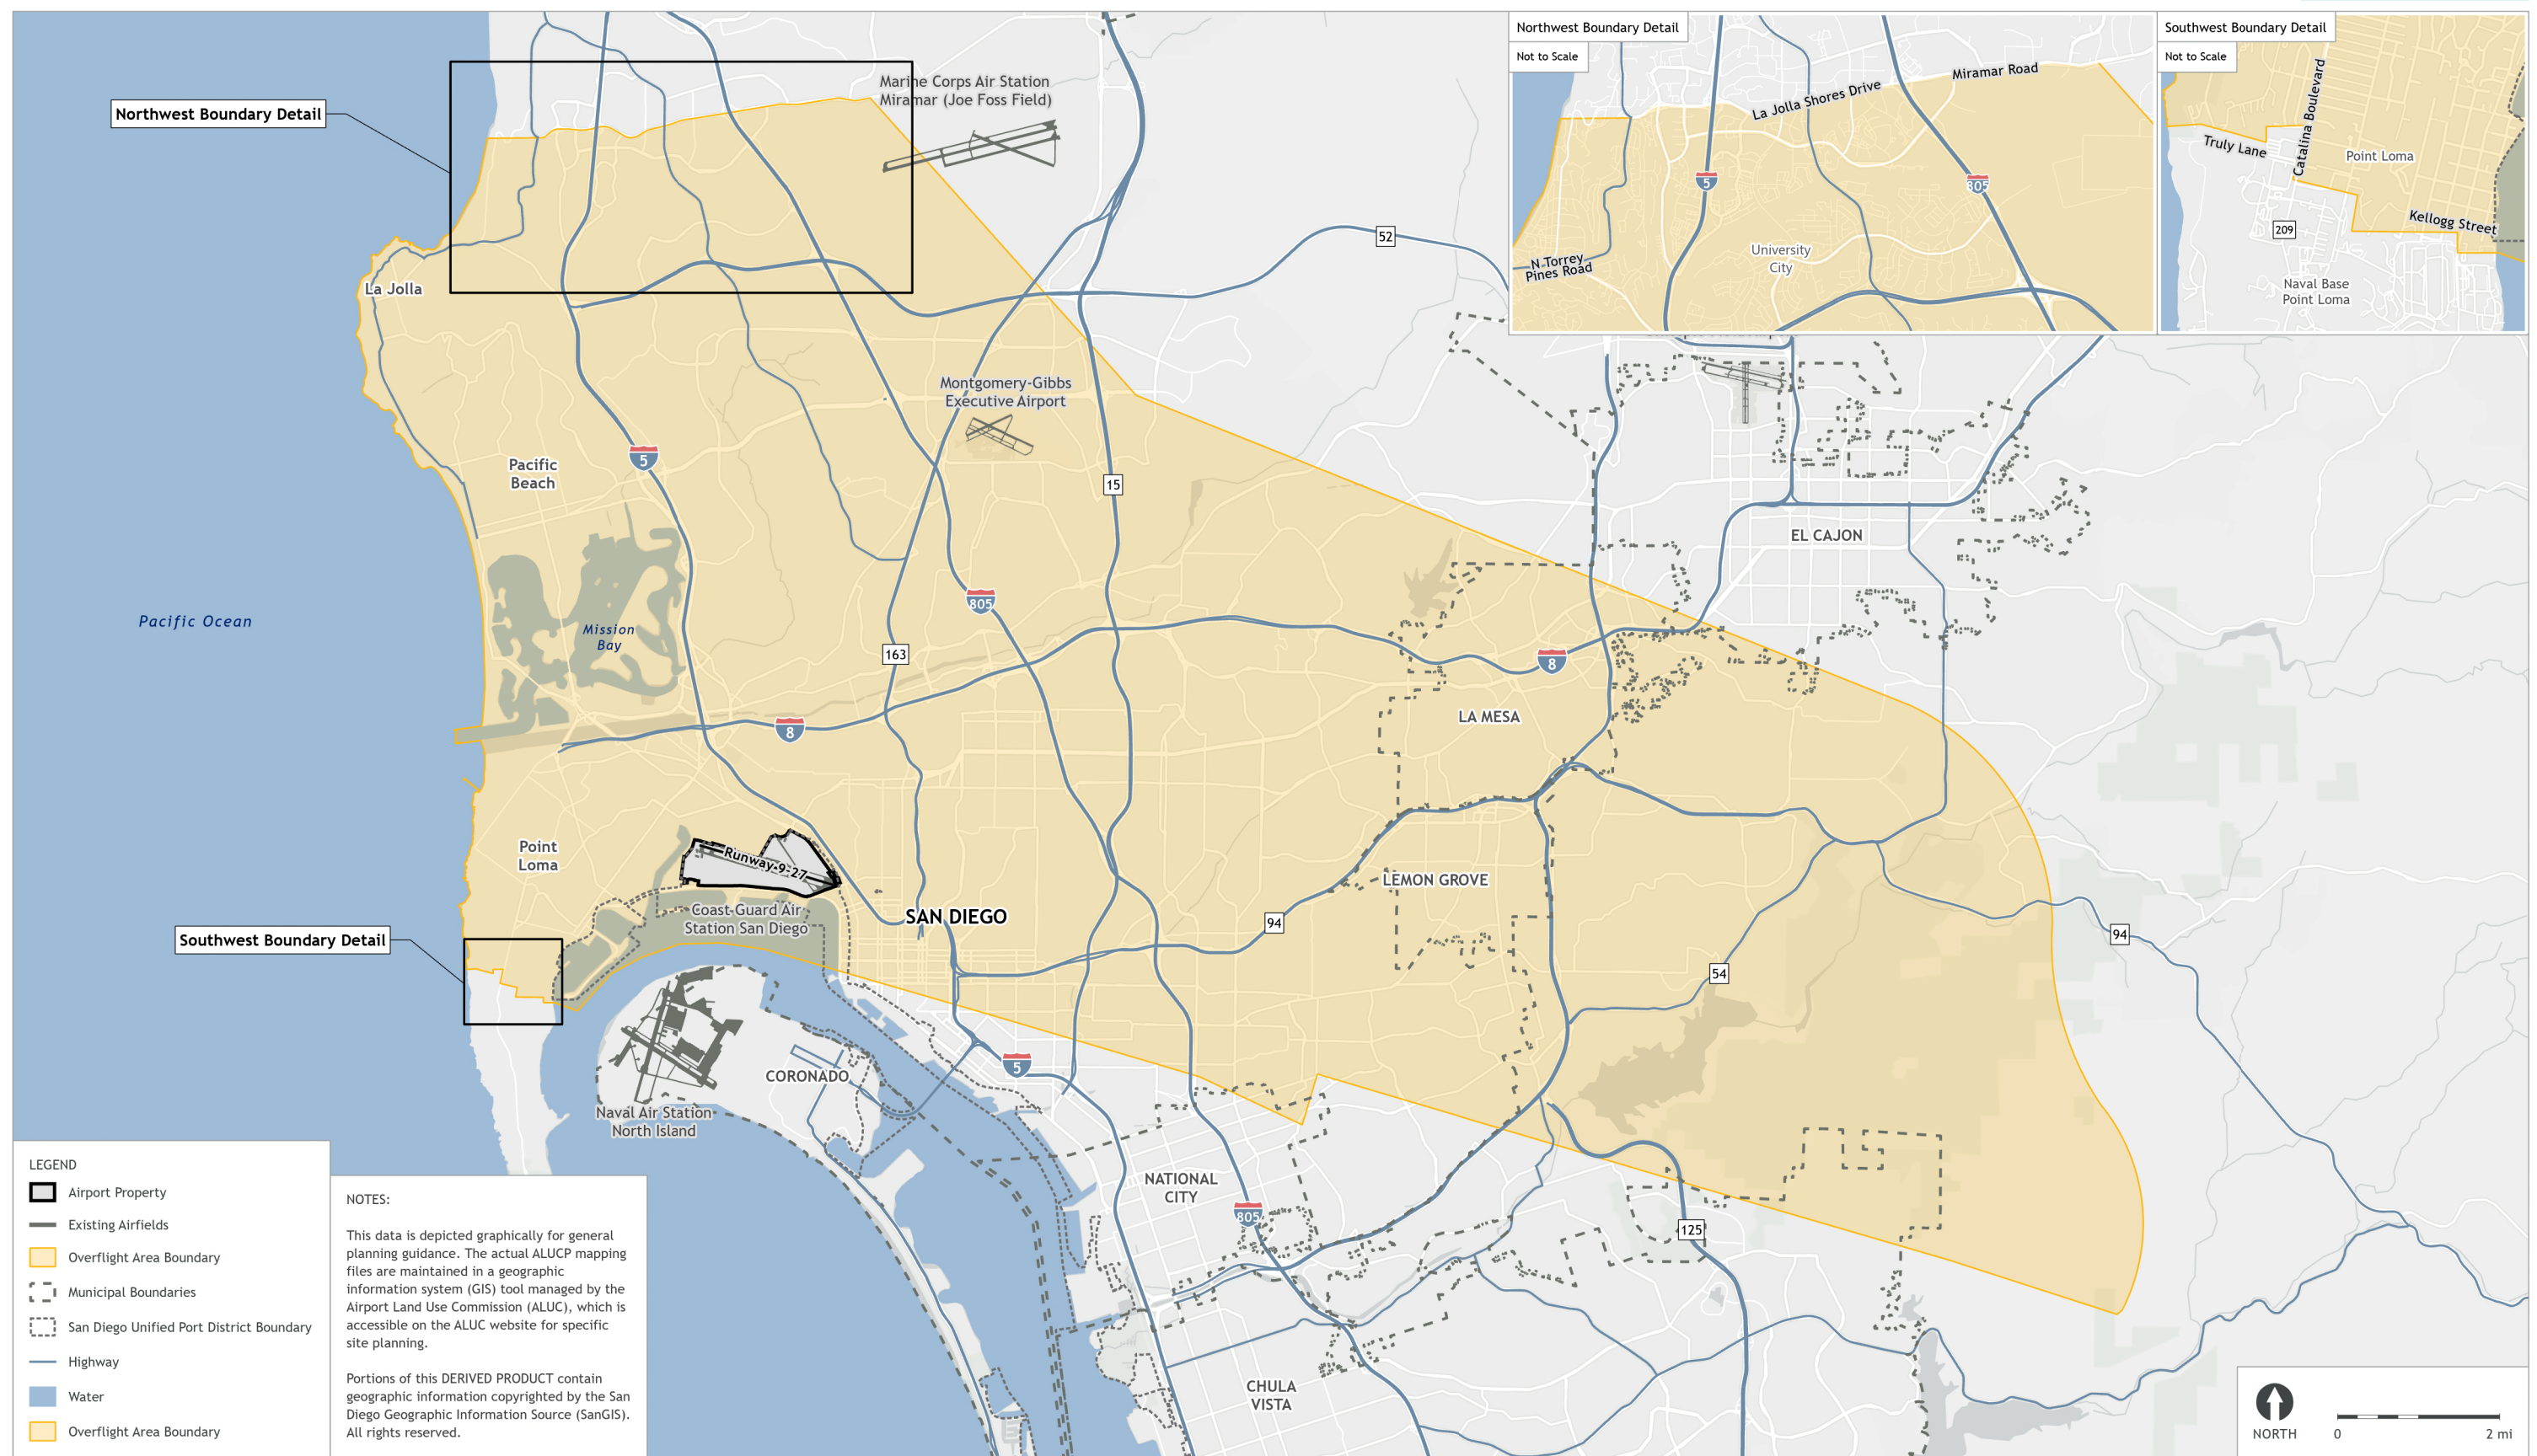 Northwest Boundary Detail
Marine Corps Air Station
Miramar (Joe Foss Field)
Northwest Boundary Detail
Not to Scale
Miramar Road
La Jolla Shores Drive
5
805
University
City
N Torrey
Pines Road
Southwest Boundary Detail
Not to Scale
Catalina Boulevard
Truly Lane
Point Loma
Kellogg Street
209
Naval Base
Point Loma
52
La Jolla
Montgomery-Gibbs
Executive Airport
5
Pacific
Beach
15
EL CAJON
Pacific Ocean
Mission
Bay
805
163
8
8
LA MESA
Point
Loma
Runway 9-27
LEMON GROVE
Coast Guard Air
Station San Diego
SAN DIEGO
94
94
Southwest Boundary Detail
54
5
CORONADO
Naval Air Station
North Island
NATIONAL
CITY
805
125
CHULA
VISTA
LEGEND
Airport Property
Existing Airfields
Overflight Area Boundary
Municipal Boundaries
San Diego Unified Port District Boundary
Highway
Water
Overflight Area Boundary
NOTES:
This data is depicted graphically for general
planning guidance. The actual ALUCP mapping
files are maintained in a geographic
information system (GIS) tool managed by the
Airport Land Use Commission (ALUC), which is
accessible on the ALUC website for specific
site planning.
Portions of this DERIVED PRODUCT contain
geographic information copyrighted by the San
Diego Geographic Information Source (SanGIS).
All rights reserved.
NORTH
0
2 mi